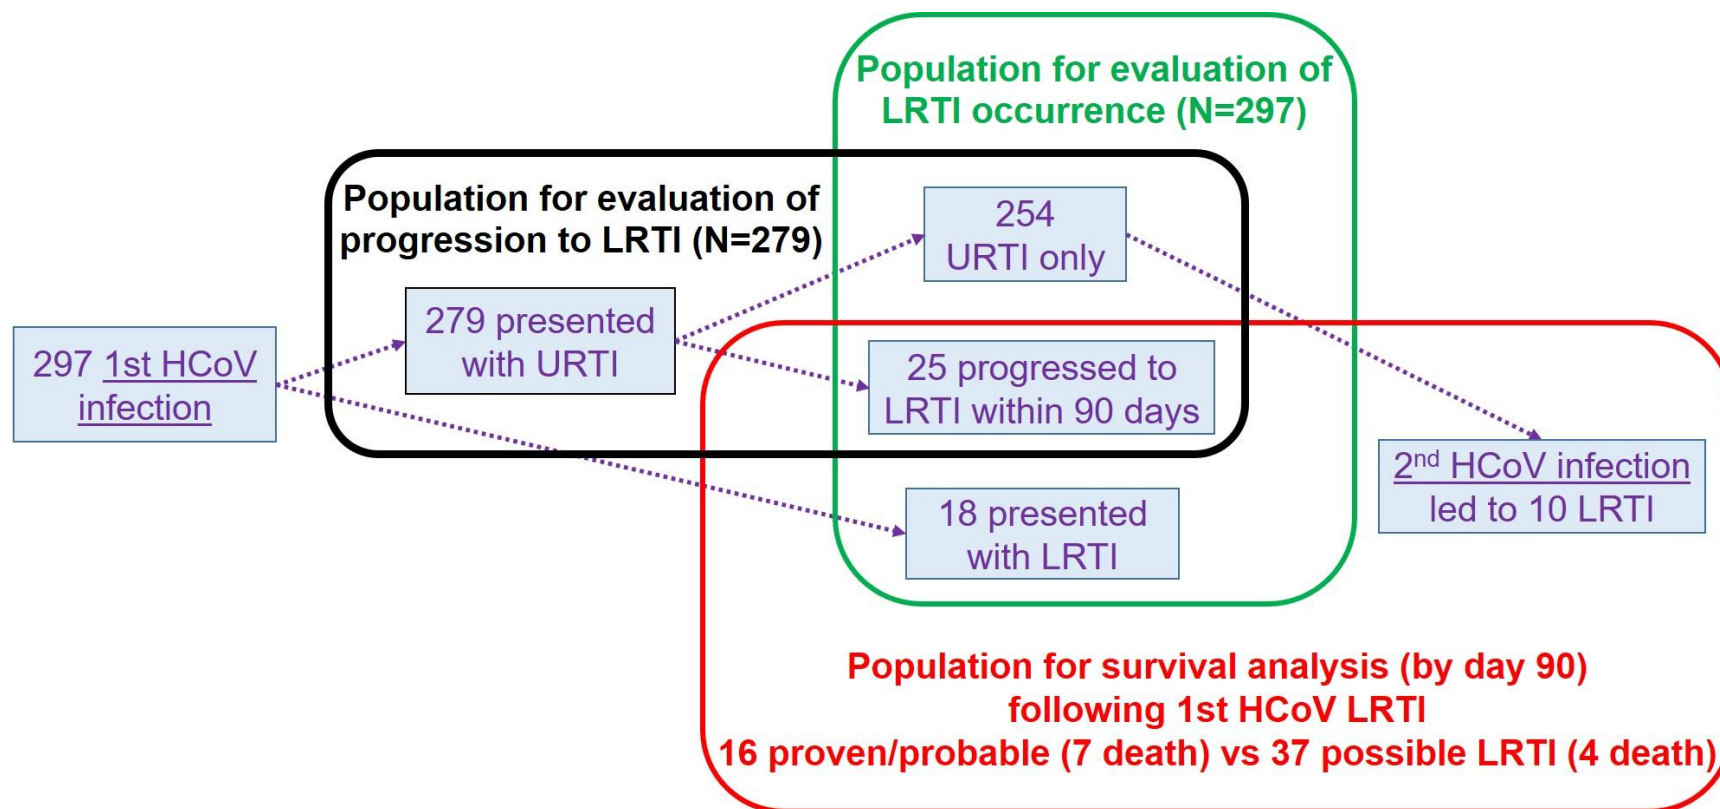 Population for evaluation of
LRTI occurrence (N=297)
Population for evaluation of
progression to LRTI (N=279)
254
URTI only
279 presented
with URTI
297 1st HCoV
infection
25 progressed to
LRTI within 90 days
2nd HCoV infection
led to 10 LRTI
18 presented
with LRTI
Population for survival analysis (by day 90)
following 1st HCoV LRTI
16 proven/probable (7 death) vs 37 possible LRTI (4 death)